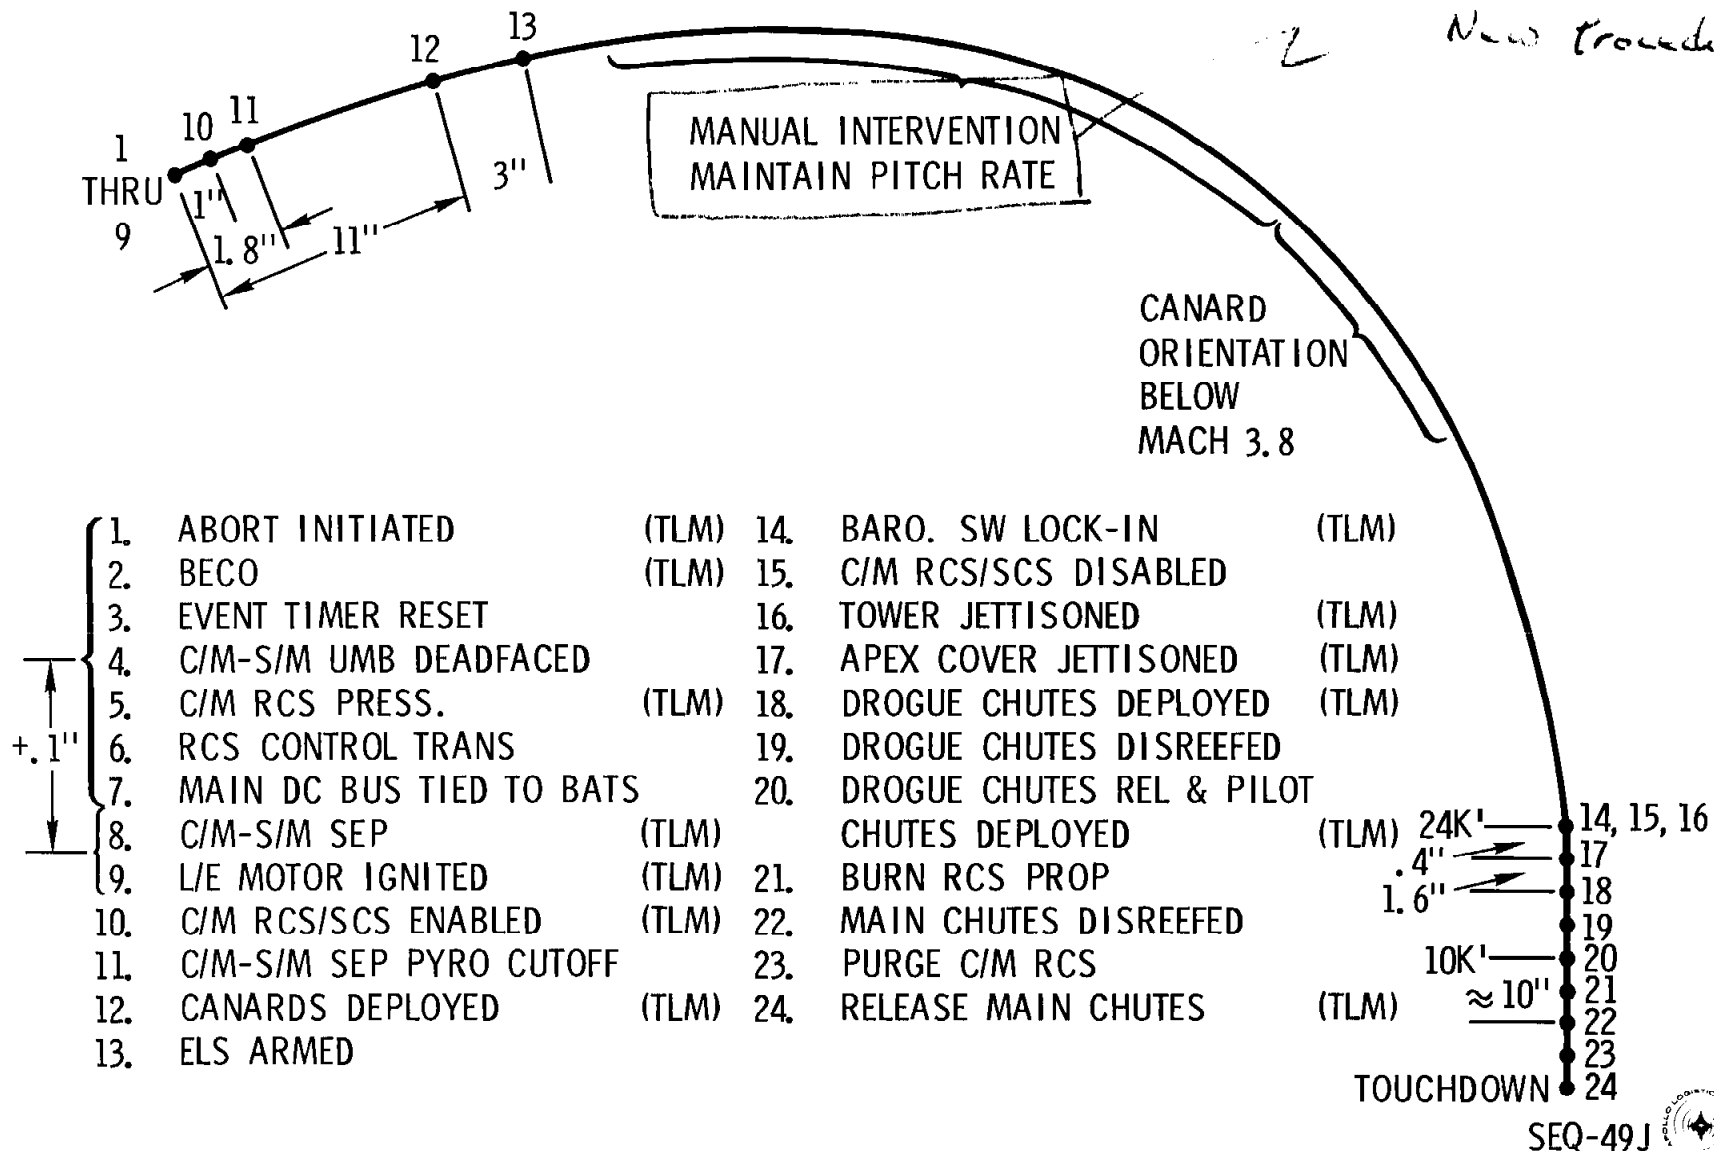 New
12 13
10 11
1
THRU
9
1"
1.8"
11"
3"
MANUAL INTERVENTION
MAINTAIN PITCH RATE
CANARD
ORIENTATION
BELOW
MACH 3.8
+.1"
1. ABORT INITIATED (TLM)
2. BECO (TLM)
3. EVENT TIMER RESET
4. C/M-S/M UMB DEADFACED
5. C/M RCS PRESS. (TLM)
6. RCS CONTROL TRANS
7. MAIN DC BUS TIED TO BATS
8. C/M-S/M SEP (TLM)
9. L/E MOTOR IGNITED (TLM)
10. C/M RCS/SCS ENABLED (TLM)
11. C/M-S/M SEP PYRO CUTOFF
12. CANARDS DEPLOYED (TLM)
13. ELS ARMED
14. BARO. SW LOCK-IN (TLM)
15. C/M RCS/SCS DISABLED
16. TOWER JETTISONED (TLM)
17. APEX COVER JETTISONED (TLM)
18. DROGUE CHUTES DEPLOYED (TLM)
19. DROGUE CHUTES DISREEFED
20. DROGUE CHUTES REL & PILOT
CHUTES DEPLOYED (TLM)
21. BURN RCS PROP
22. MAIN CHUTES DISREEFED
23. PURGE C/M RCS
24. RELEASE MAIN CHUTES (TLM)
24K' 14, 15, 16
.4" 17
1.6" 18
19
10K' 20
≈ 10" 21
22
23
TOUCHDOWN 24
SEQ-49J